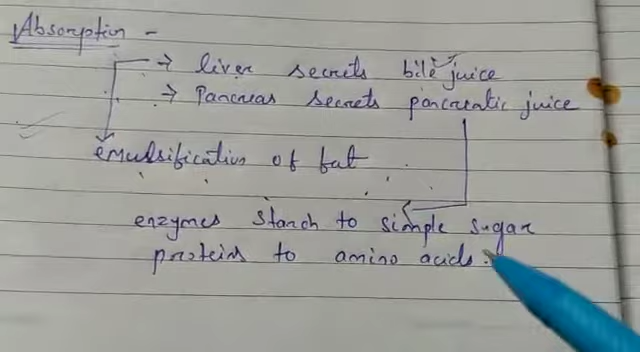 Absorption -
→ liver secrets bile juice
→ Pancreas secrets pancreatic juice
emulsification of fat
enzymes starch to simple sugar
proteins to amino acids.